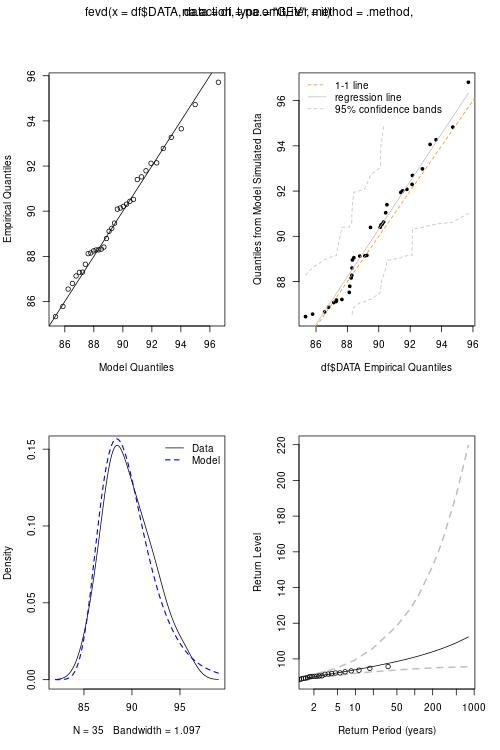 fevd(x = df$DATA, data = df, type = "GEV", method = .method,
86 88 90 92 94 96
86 88 90 92 94 96
Model Quantiles
Empirical Quantiles
1-1 line
regression line
95% confidence bands
86 88 90 92 94 96
88 90 92 94 96
df$DATA Empirical Quantiles
Quantiles from Model Simulated Data
Data
Model
85 90 95
0.00 0.05 0.10 0.15
Density
N = 35 Bandwidth = 1.097
2 5 10 50 200 1000
100 120 140 160 180 200 220
Return Level
Return Period (years)